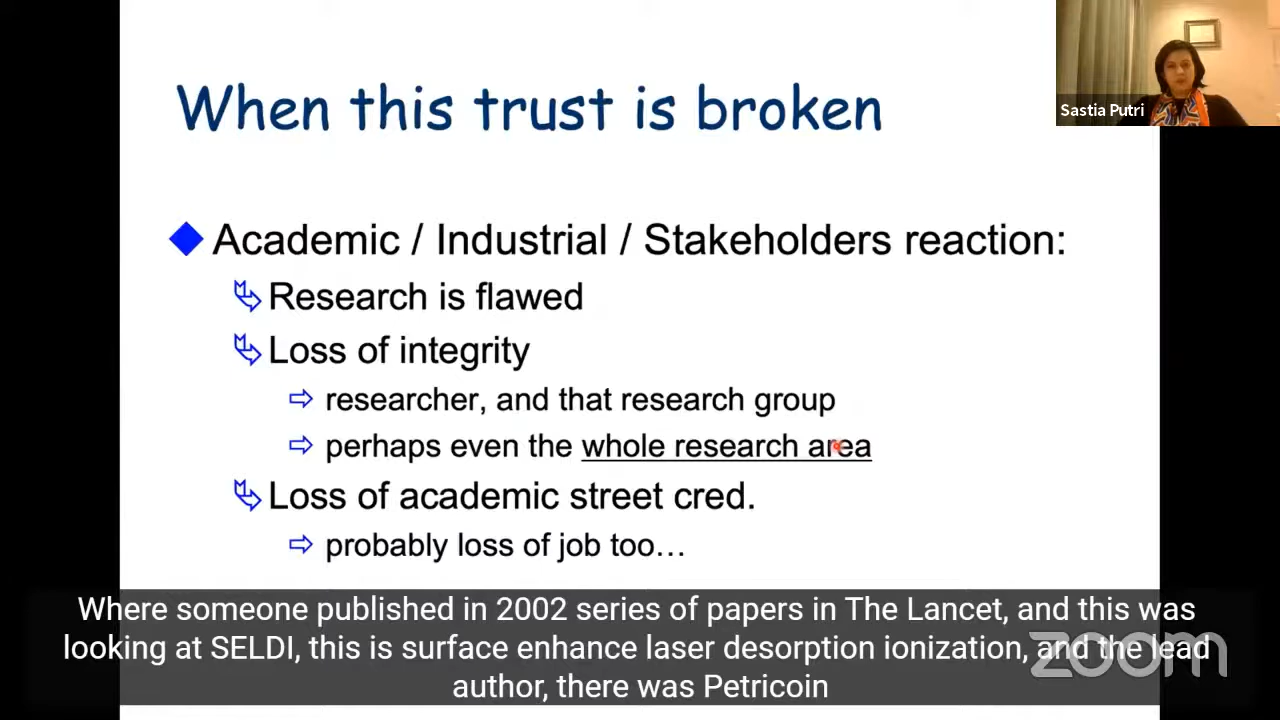 When this trust is broken
Sastia Putri
Academic / Industrial / Stakeholders reaction:
Research is flawed
Loss of integrity
researcher, and that research group
perhaps even the whole research area
Loss of academic street cred.
probably loss of job too...
Where someone published in 2002 series of papers in The Lancet, and this was
looking at SELDI, this is surface enhance laser desorption ionization, and the lead
author, there was Petricoin
zoom